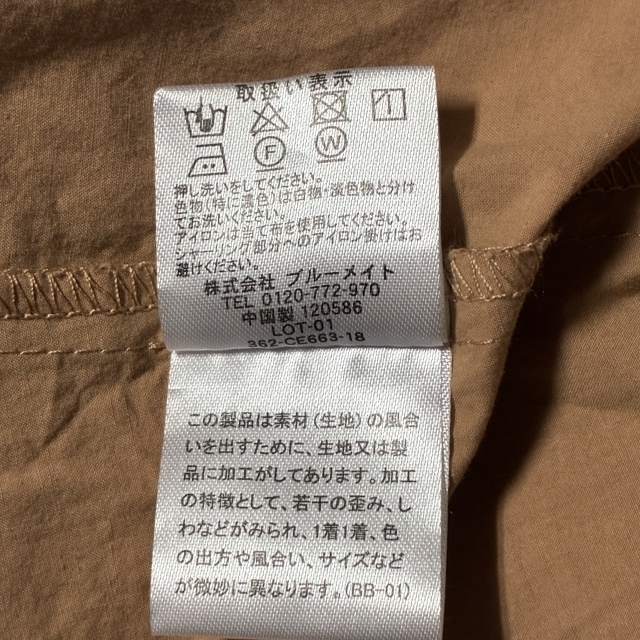 取扱い表示
F W
押し洗いをしてください。
色物（特に濃色）は白物・淡色物と分け
てお洗いください。
アイロンは当て布を使用してください。
シャーリング部分へのアイロン掛けはお
避けください。
株式会社 ブルーメイト
TEL 0120-772-970
中国製 120586
LOT-01
362-CE663-18
この製品は素材（生地）の風合
いを出すために、生地又は製
品に加工がしてあります。加工
の特徴として、若干の歪み、し
わなどがみられ、1着1着、色
の出方や風合い、サイズなど
が微妙に異なります。（BB-01）